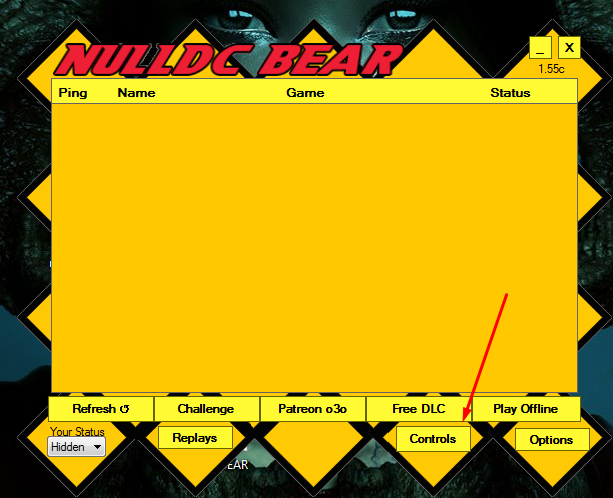 NULLDC BEAR
_ X
1.55c
Ping Name Game Status
Refresh ↺ Challenge Patreon o3o Free DLC Play Offline
Your Status
Hidden Replays Controls Options
EAR